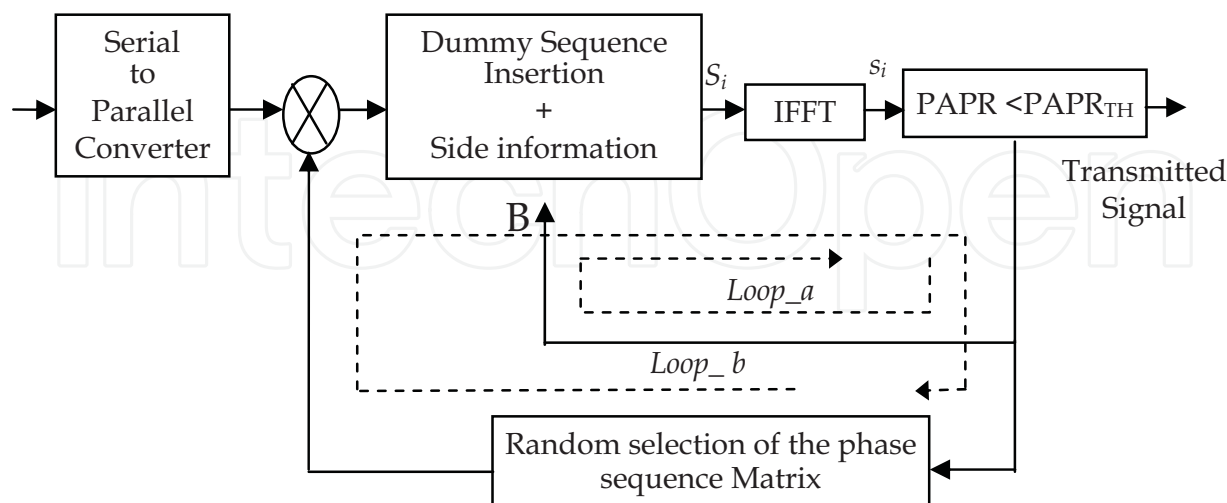 Serial
to
Parallel
Converter
Dummy Sequence
Insertion
+
Side information
S_i
IFFT
s_i
PAPR <PAPR_TH
Transmitted
Signal
B
Loop_a
Loop_ b
Random selection of the phase
sequence Matrix
IntechOpen